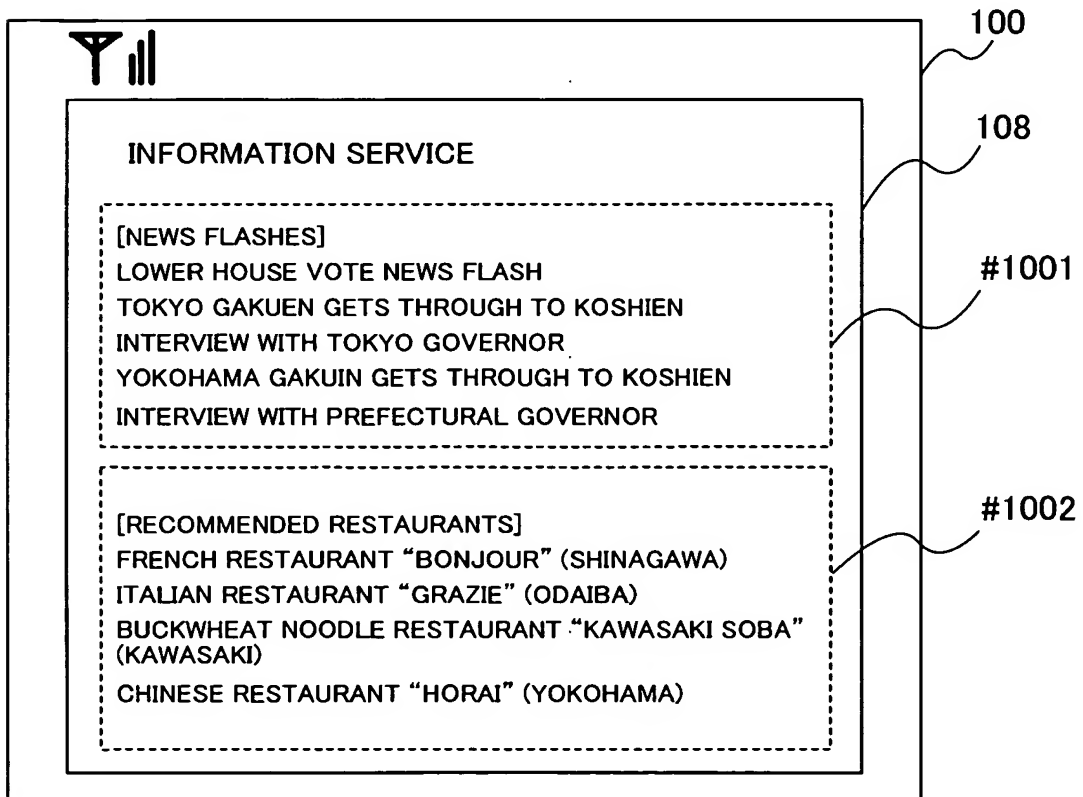 100
108
INFORMATION SERVICE
[NEWS FLASHES]
LOWER HOUSE VOTE NEWS FLASH
#1001
TOKYO GAKUEN GETS THROUGH TO KOSHIEN
INTERVIEW WITH TOKYO GOVERNOR
YOKOHAMA GAKUIN GETS THROUGH TO KOSHIEN
INTERVIEW WITH PREFECTURAL GOVERNOR
#1002
[RECOMMENDED RESTAURANTS]
FRENCH RESTAURANT “BONJOUR” (SHINAGAWA)
ITALIAN RESTAURANT “GRAZIE” (ODAIBA)
BUCKWHEAT NOODLE RESTAURANT “KAWASAKI SOBA”
(KAWASAKI)
CHINESE RESTAURANT “HORAI” (YOKOHAMA)